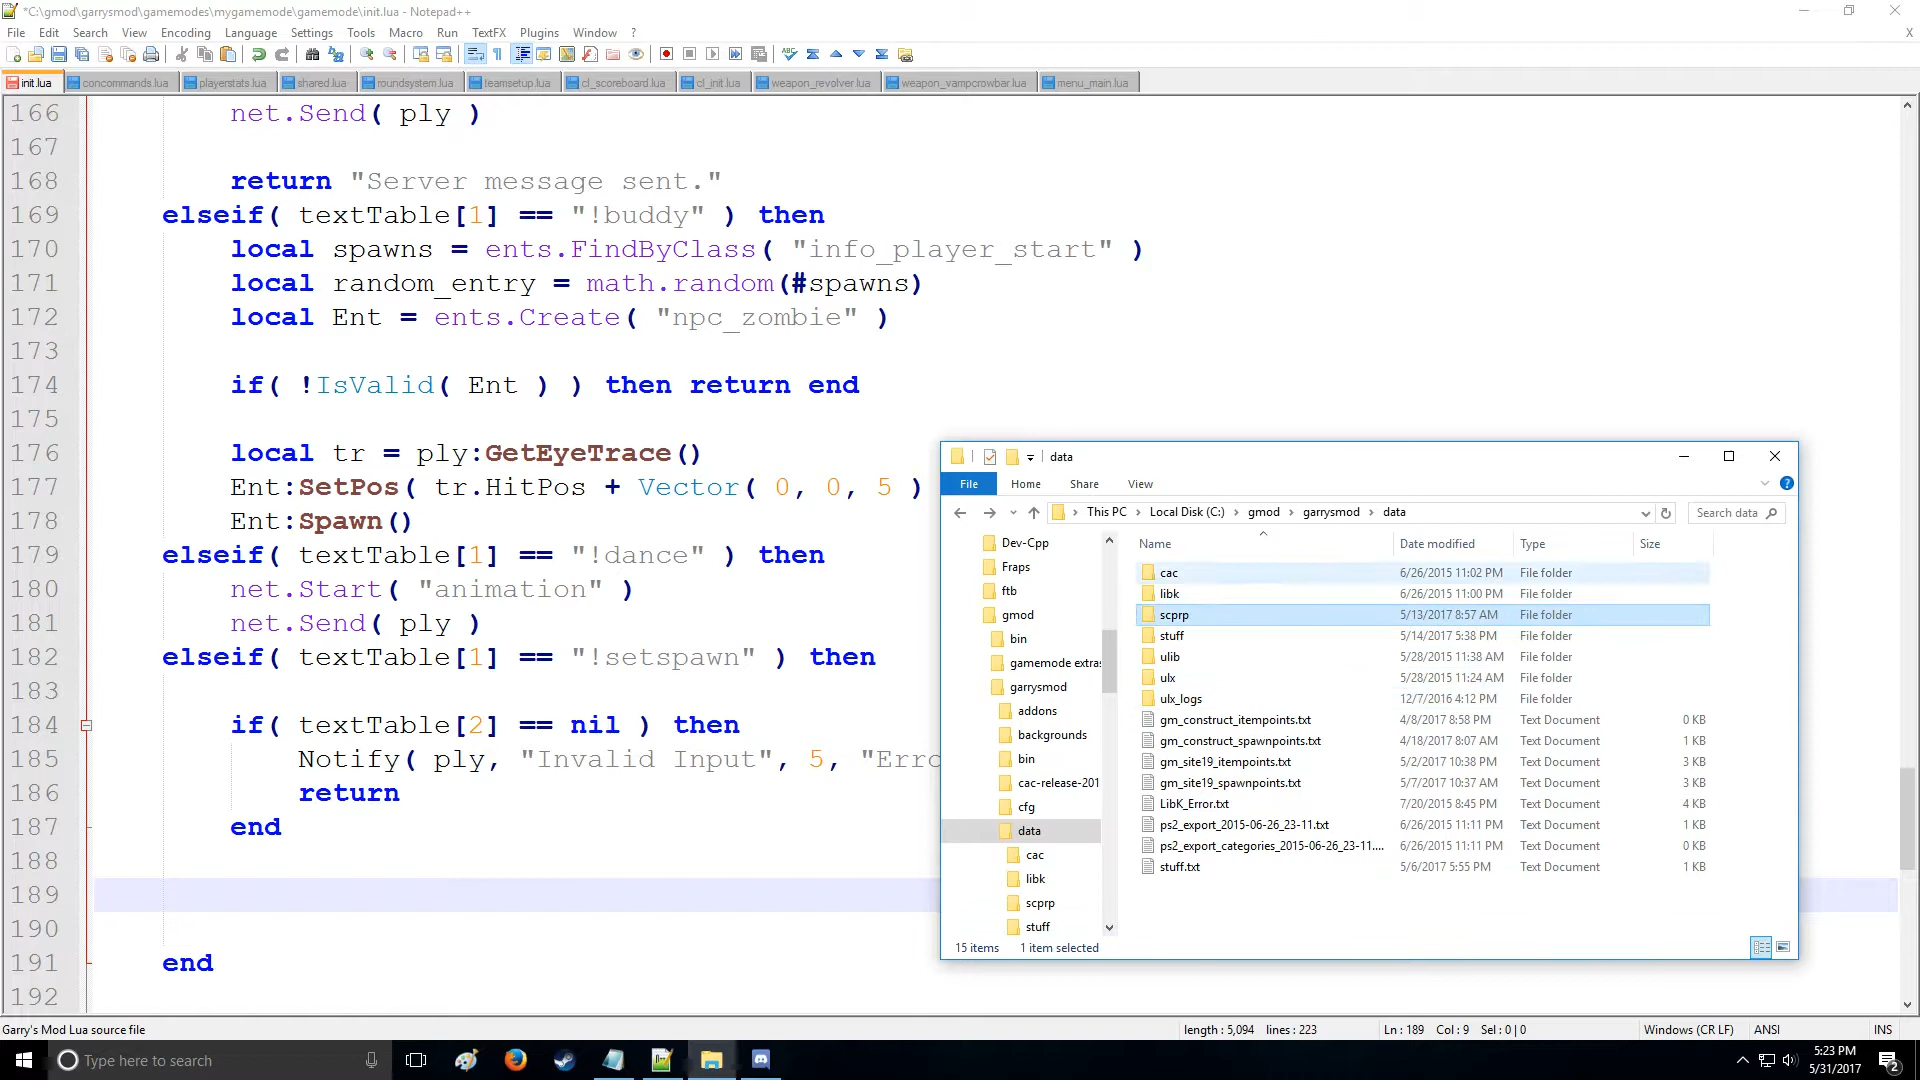 *C:\gmod\garrysmod\gamemodes\mygamemode\gamemode\init.lua - Notepad++
File Edit Search View Encoding Language Settings Tools Macro Run TextFX Plugins Window ?
X
init.lua concommands.lua playerstats.lua shared.lua roundsystem.lua teamsetup.lua cl_scoreboard.lua cl_init.lua weapon_revolver.lua weapon_vampcrowbar.lua menu_main.lua
166 net.Send( ply )
167
168 return "Server message sent."
169 elseif( textTable[1] == "!buddy" ) then
170 local spawns = ents.FindByClass( "info_player_start" )
171 local random_entry = math.random(#spawns)
172 local Ent = ents.Create( "npc_zombie" )
173
174 if( !IsValid( Ent ) ) then return end
175
176 local tr = ply:GetEyeTrace()
177 Ent:SetPos( tr.HitPos + Vector( 0, 0, 5 )
178 Ent:Spawn()
179 elseif( textTable[1] == "!dance" ) then
180 net.Start( "animation" )
181 net.Send( ply )
182 elseif( textTable[1] == "!setspawn" ) then
183
184 if( textTable[2] == nil ) then
185 Notify( ply, "Invalid Input", 5, "Erro
186 return
187 end
188
189
190
191 end
192
data
File Home Share View
This PC Local Disk (C:) gmod garrysmod data
Search data
Dev-Cpp
Fraps
ftb
gmod
bin
gamemode extras
garrysmod
addons
backgrounds
bin
cac-release-201
cfg
data
cac
libk
scprp
stuff
Name Date modified Type Size
cac 6/26/2015 11:02 PM File folder
libk 6/26/2015 11:00 PM File folder
scprp 5/13/2017 8:57 AM File folder
stuff 5/14/2017 5:38 PM File folder
ulib 5/28/2015 11:38 AM File folder
ulx 5/28/2015 11:24 AM File folder
ulx_logs 12/7/2016 4:12 PM File folder
gm_construct_itempoints.txt 4/8/2017 8:58 PM Text Document 0 KB
gm_construct_spawnpoints.txt 4/18/2017 8:07 AM Text Document 1 KB
gm_site19_itempoints.txt 5/2/2017 10:38 PM Text Document 3 KB
gm_site19_spawnpoints.txt 5/7/2017 10:37 AM Text Document 3 KB
LibK_Error.txt 7/20/2015 8:45 PM Text Document 4 KB
ps2_export_2015-06-26_23-11.txt 6/26/2015 11:11 PM Text Document 1 KB
ps2_export_categories_2015-06-26_23-11.... 6/26/2015 11:11 PM Text Document 0 KB
stuff.txt 5/6/2017 5:55 PM Text Document 1 KB
15 items 1 item selected
Garry's Mod Lua source file length : 5,094 lines : 223 Ln : 189 Col : 9 Sel : 0 | 0 Windows (CR LF) ANSI INS
Type here to search
5:23 PM
5/31/2017
2